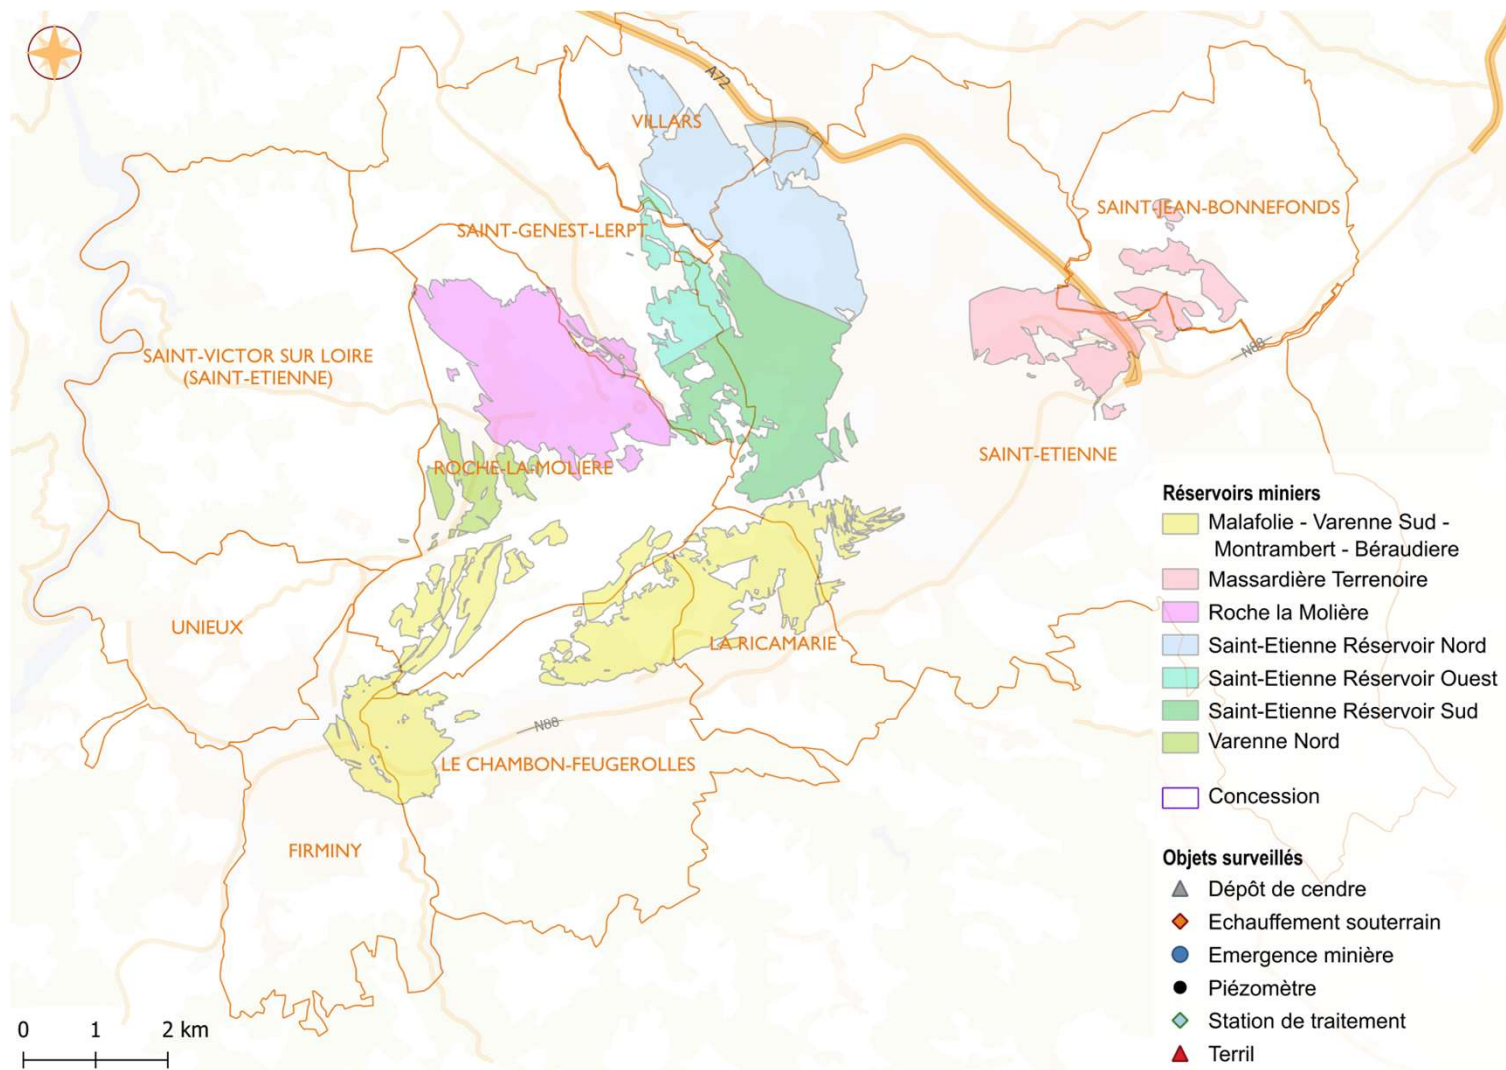 A72
VILLARS
SAINT-JEAN-BONNEFONDS
SAINT-GENEST-LERPT
N88
SAINT-VICTOR SUR LOIRE
(SAINT-ETIENNE)
SAINT-ETIENNE
ROCHE-LA-MOLIERE
UNIEUX
LA RICAMARIE
N88
LE CHAMBON-FEUGEROLLES
FIRMINY
0 1 2 km
Réservoirs miniers
Malafolie - Varenne Sud -
Montrambert - Béraudiere
Massardière Terrenoire
Roche la Molière
Saint-Etienne Réservoir Nord
Saint-Etienne Réservoir Ouest
Saint-Etienne Réservoir Sud
Varenne Nord
Concession
Objets surveillés
Dépôt de cendre
Echauffement souterrain
Emergence minière
Piézomètre
Station de traitement
Terril